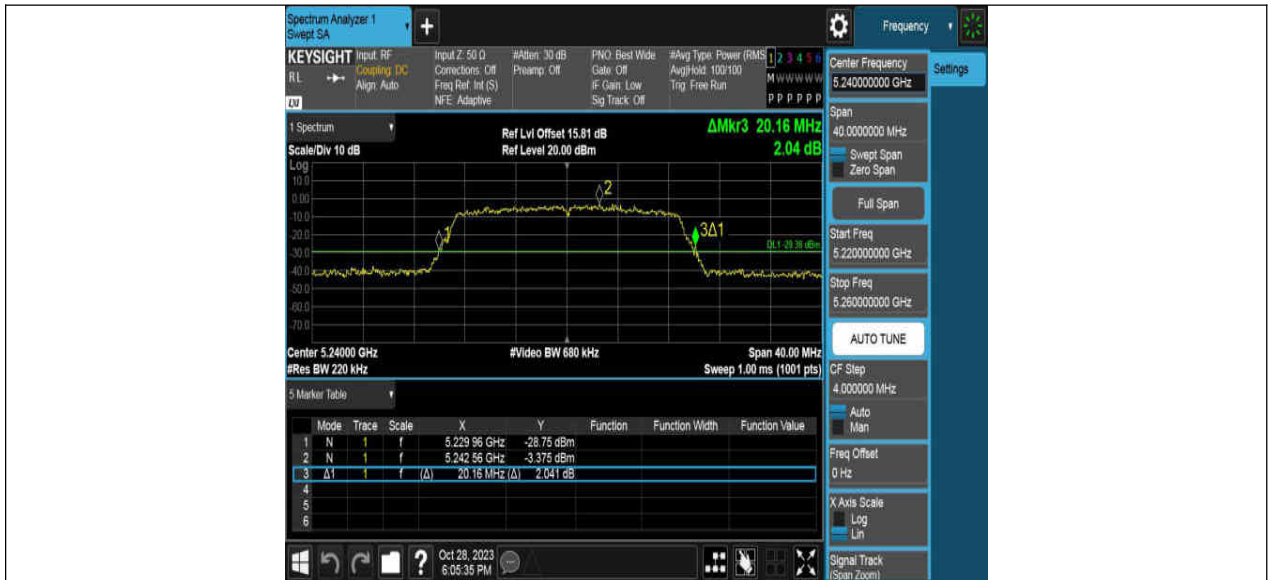 Spectrum Analyzer 1
Swept SA
+
Frequency
KEYSIGHT
RL
Input: RF
Coupling: DC
Align: Auto
Input Z: 50 Ω
Corrections: Off
Freq Ref: Int (S)
NFE: Adaptive
#Atten: 30 dB
Preamp: Off
PNO: Best Wide
Gate: Off
IF Gain: Low
Sig Track: Off
#Avg Type: Power (RMS
Avg|Hold: 100/100
Trig: Free Run
1 2 3 4 5 6
M W W W W W
P P P P P P
1 Spectrum
Scale/Div 10 dB
Ref Lvl Offset 15.81 dB
Ref Level 20.00 dBm
ΔMkr3 20.16 MHz
2.04 dB
Log
10.0
0.00
-10.0
-20.0
-30.0
-40.0
-50.0
-60.0
-70.0
1
2
3Δ1
DL1 -29.38 dBm
Center 5.24000 GHz
#Res BW 220 kHz
#Video BW 680 kHz
Span 40.00 MHz
Sweep 1.00 ms (1001 pts)
5 Marker Table
Mode Trace Scale X Y Function Function Width Function Value
1 N 1 f 5.229 96 GHz -28.75 dBm
2 N 1 f 5.242 56 GHz -3.375 dBm
3 Δ1 1 f (Δ) 20.16 MHz (Δ) 2.041 dB
4
5
6
Center Frequency
5.240000000 GHz
Settings
Span
40.0000000 MHz
Swept Span
Zero Span
Full Span
Start Freq
5.220000000 GHz
Stop Freq
5.260000000 GHz
AUTO TUNE
CF Step
4.000000 MHz
Auto
Man
Freq Offset
0 Hz
X Axis Scale
Log
Lin
Signal Track
(Span Zoom)
?
Oct 28, 2023
6:05:35 PM